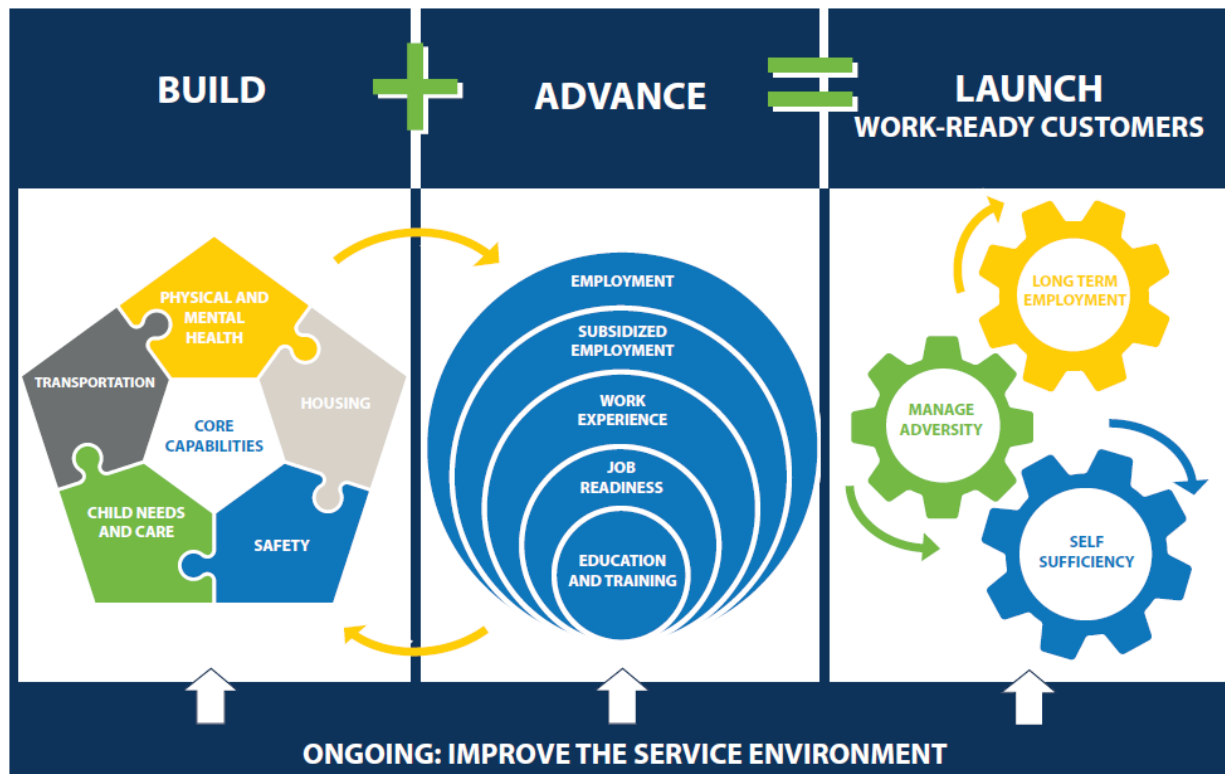 BUILD
ADVANCE
LAUNCH
WORK-READY CUSTOMERS
PHYSICAL AND
MENTAL
HEALTH
TRANSPORTATION
HOUSING
CORE
CAPABILITIES
CHILD NEEDS
AND CARE
SAFETY
EMPLOYMENT
SUBSIDIZED
EMPLOYMENT
WORK
EXPERIENCE
JOB
READINESS
EDUCATION
AND TRAINING
LONG TERM
EMPLOYMENT
MANAGE
ADVERSITY
SELF
SUFFICIENCY
ONGOING: IMPROVE THE SERVICE ENVIRONMENT